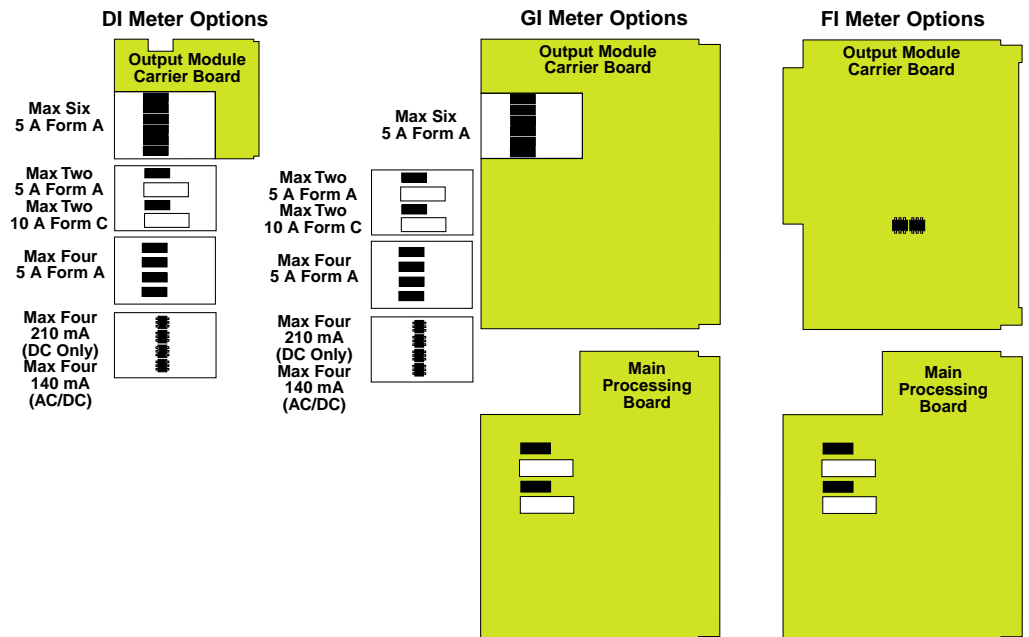 DI Meter Options
Output Module
Carrier Board
Max Six
5 A Form A
Max Two
5 A Form A
Max Two
10 A Form C
Max Four
5 A Form A
Max Four
210 mA
(DC Only)
Max Four
140 mA
(AC/DC)
GI Meter Options
Output Module
Carrier Board
Max Six
5 A Form A
Max Two
5 A Form A
Max Two
10 A Form C
Max Four
5 A Form A
Max Four
210 mA
(DC Only)
Max Four
140 mA
(AC/DC)
Main
Processing
Board
FI Meter Options
Output Module
Carrier Board
Main
Processing
Board